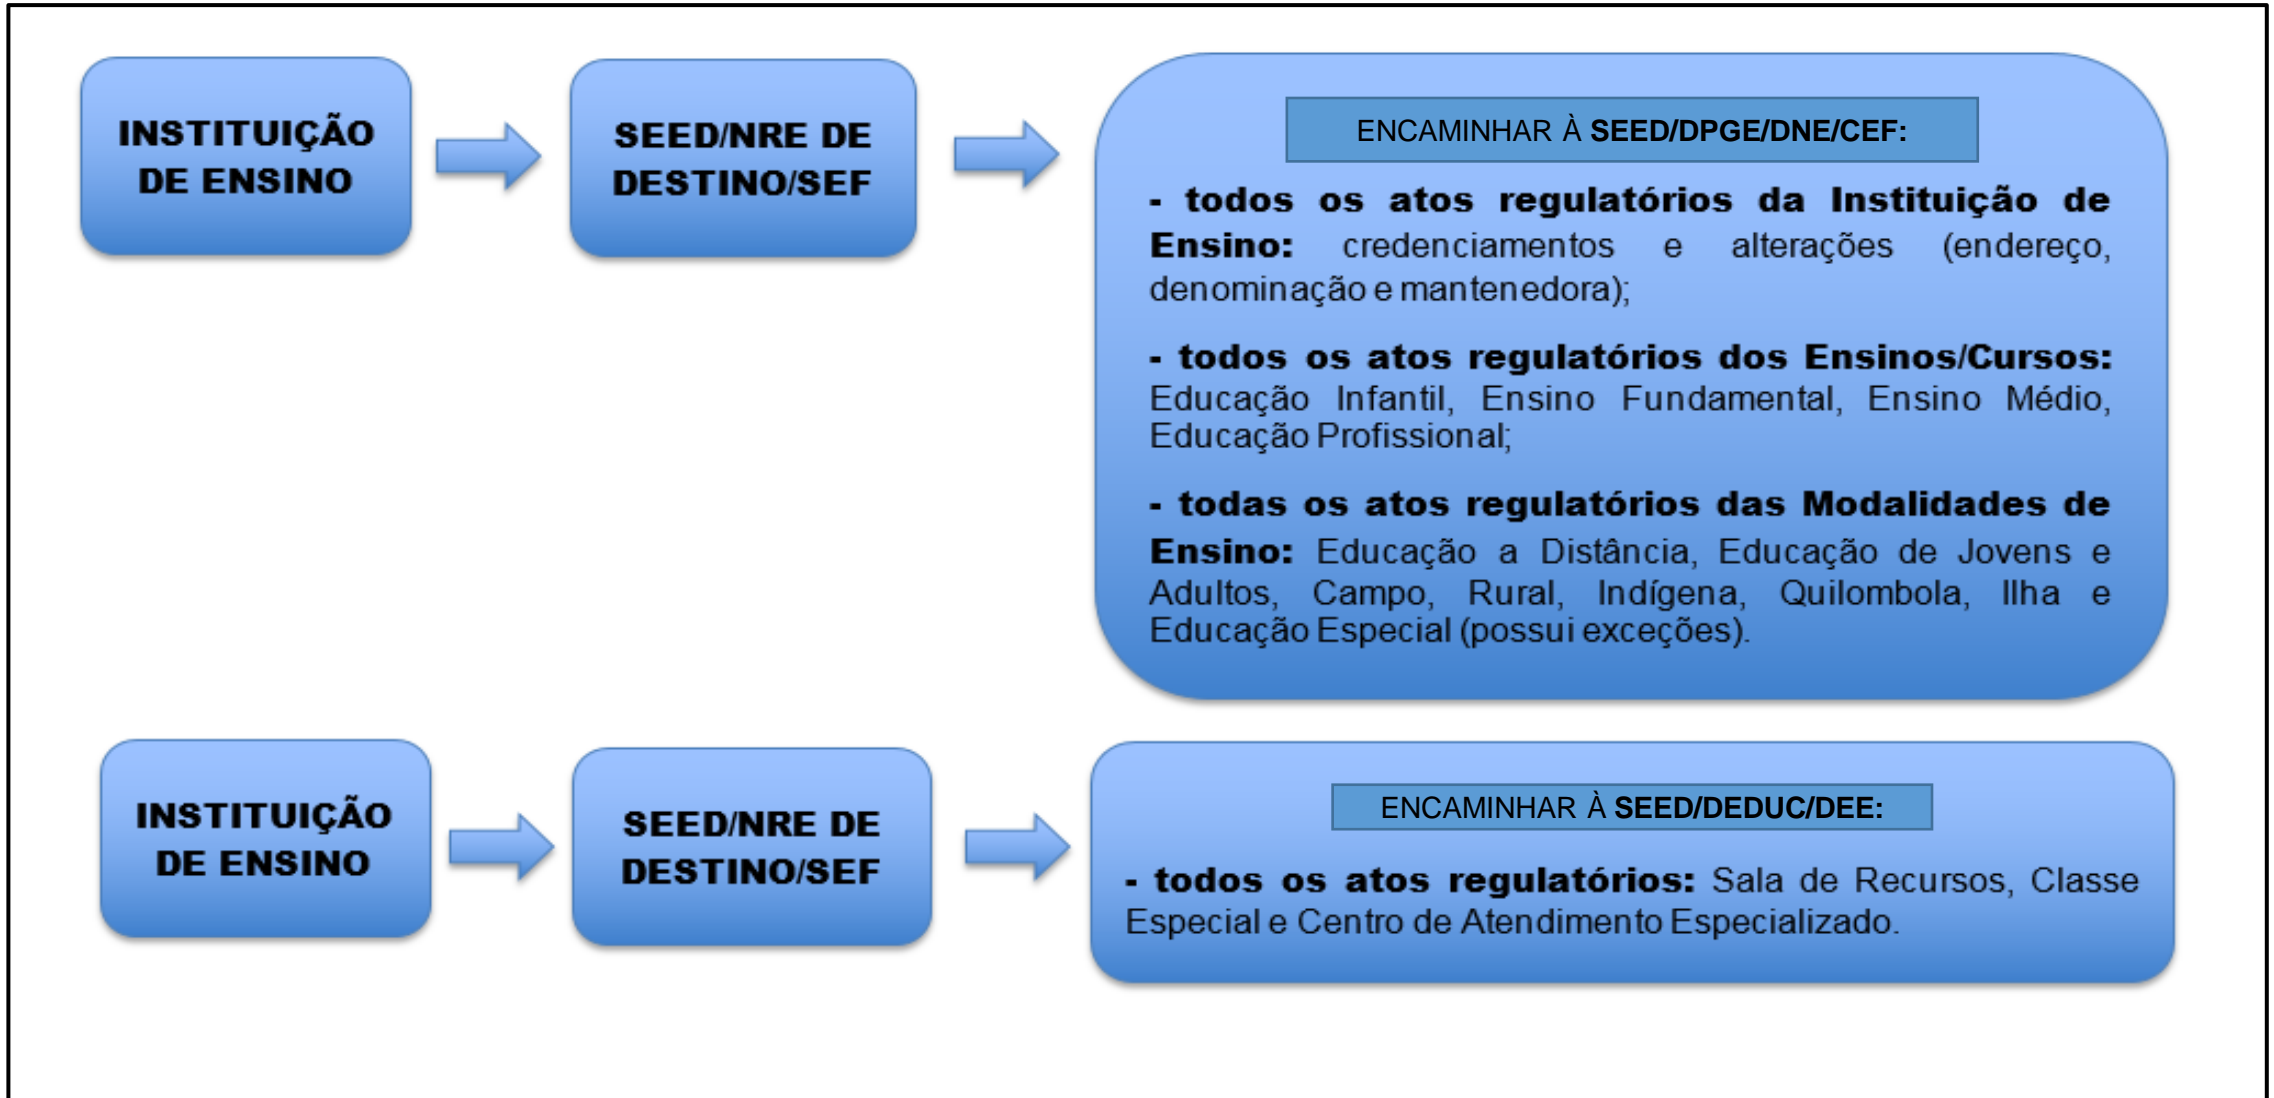 INSTITUIÇÃO
DE ENSINO
SEED/NRE DE
DESTINO/SEF
ENCAMINHAR À SEED/DPGE/DNE/CEF:
- todos os atos regulatórios da Instituição de
Ensino: credenciamentos e alterações (endereço,
denominação e mantenedora);
- todos os atos regulatórios dos Ensinos/Cursos:
Educação Infantil, Ensino Fundamental, Ensino Médio,
Educação Profissional;
- todas os atos regulatórios das Modalidades de
Ensino: Educação a Distância, Educação de Jovens e
Adultos, Campo, Rural, Indígena, Quilombola, Ilha e
Educação Especial (possui exceções).
INSTITUIÇÃO
DE ENSINO
SEED/NRE DE
DESTINO/SEF
ENCAMINHAR À SEED/DEDUC/DEE:
- todos os atos regulatórios: Sala de Recursos, Classe
Especial e Centro de Atendimento Especializado.